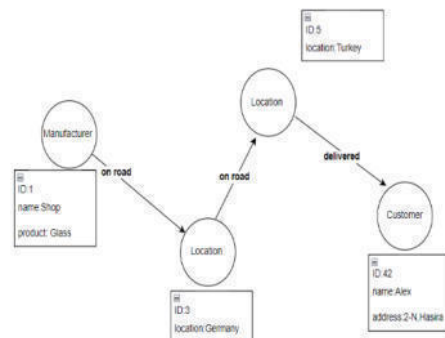 ID:5
location:Turkey
Location
Manufacturer
on road
on road
delivered
ID:1
name:Shop
product: Glass
Customer
Location
ID:42
name:Alex
address:2-N.Hasira
ID:3
location:Germany